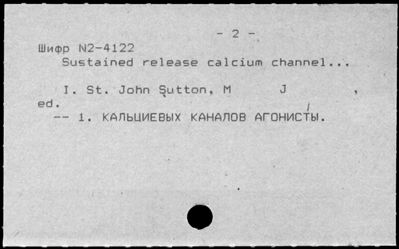 - 2 -
Шифр N2-4122
Sustained release calcium channel...
I. St. John Sutton, M J ,
ed.
-- 1. КАЛЬЦИЕВЫХ КАНАЛОВ АГОНИСТЫ.